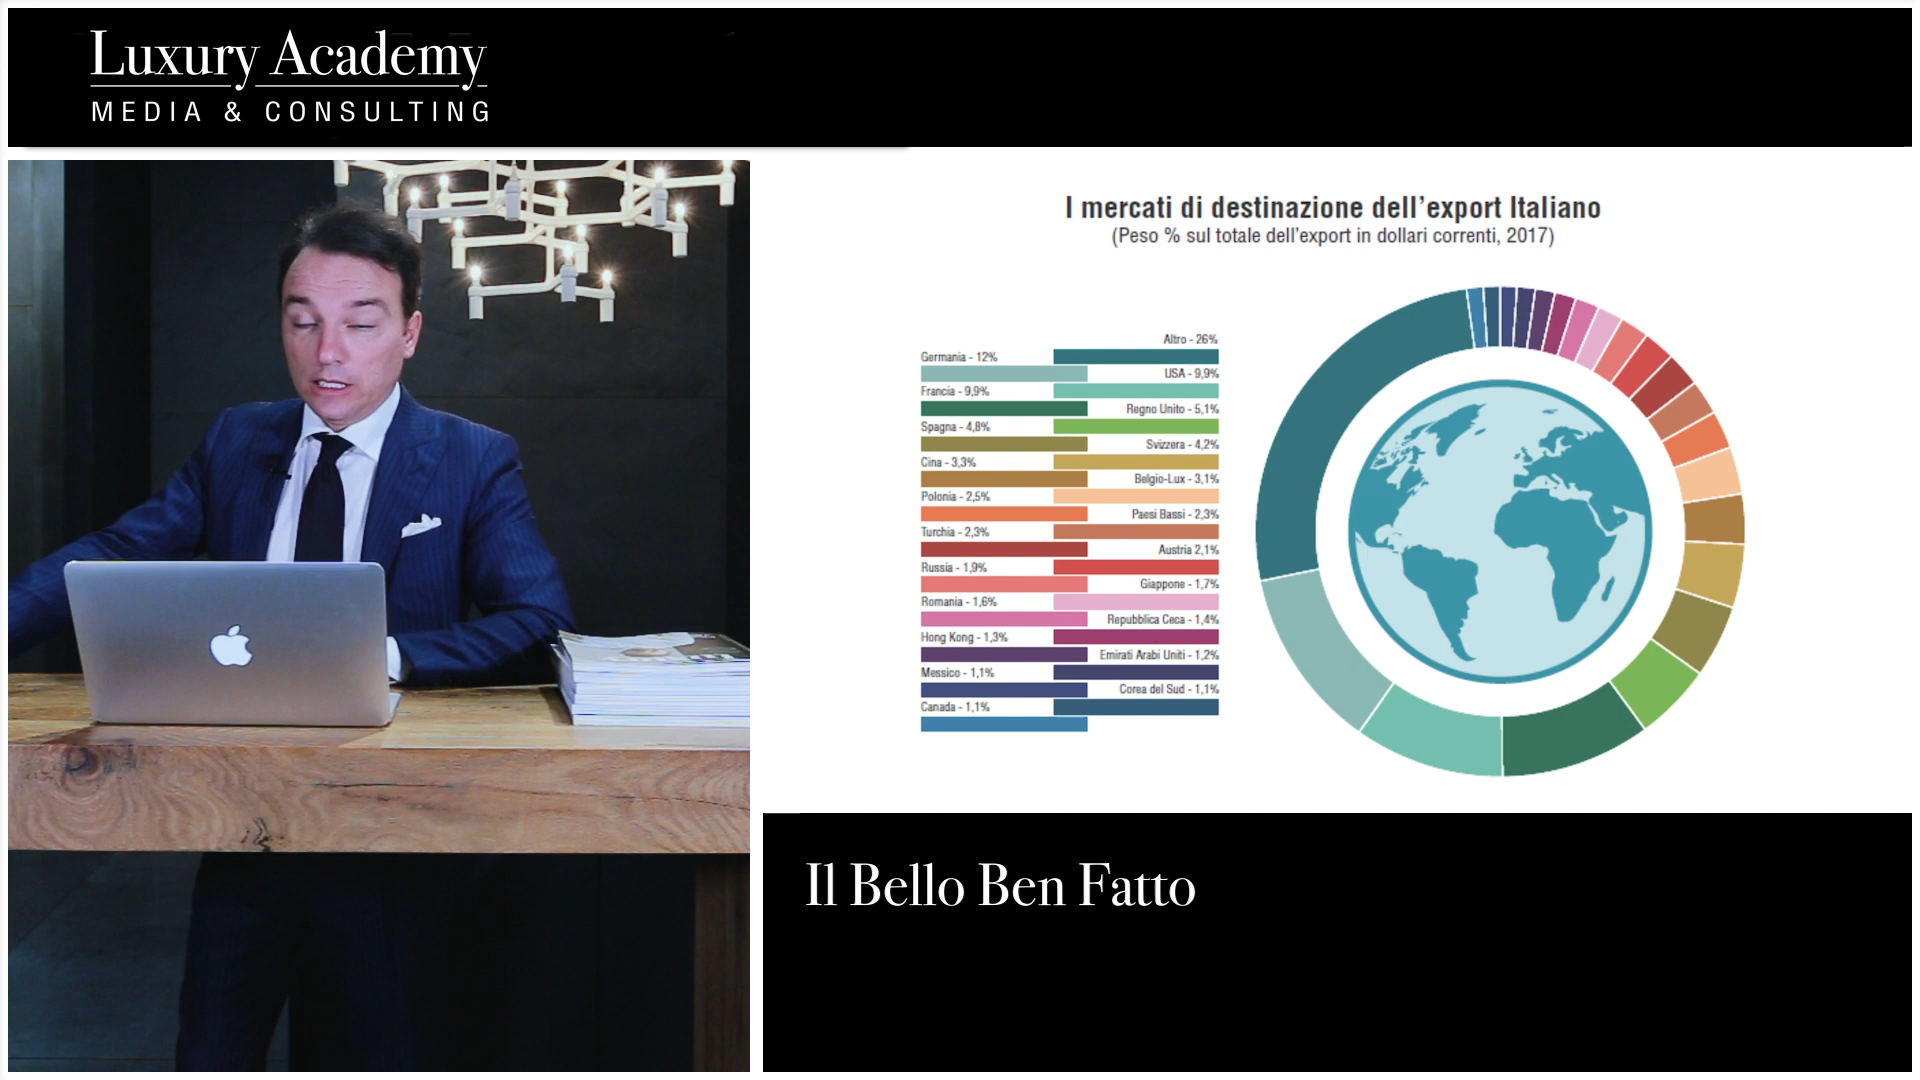 Luxury Academy
MEDIA & CONSULTING
I mercati di destinazione dell'export Italiano
(Peso % sul totale dell'export in dollari correnti, 2017)
Altro - 26%
Germania - 12%
USA - 9,9%
Francia - 9,9%
Regno Unito - 5,1%
Spagna - 4,8%
Svizzera - 4,2%
Cina - 3,3%
Belgio-Lux - 3,1%
Polonia - 2,5%
Paesi Bassi - 2,3%
Turchia - 2,3%
Austria 2,1%
Russia - 1,9%
Giappone - 1,7%
Romania - 1,6%
Repubblica Ceca - 1,4%
Hong Kong - 1,3%
Emirati Arabi Uniti - 1,2%
Messico - 1,1%
Corea del Sud - 1,1%
Canada - 1,1%
Il Bello Ben Fatto